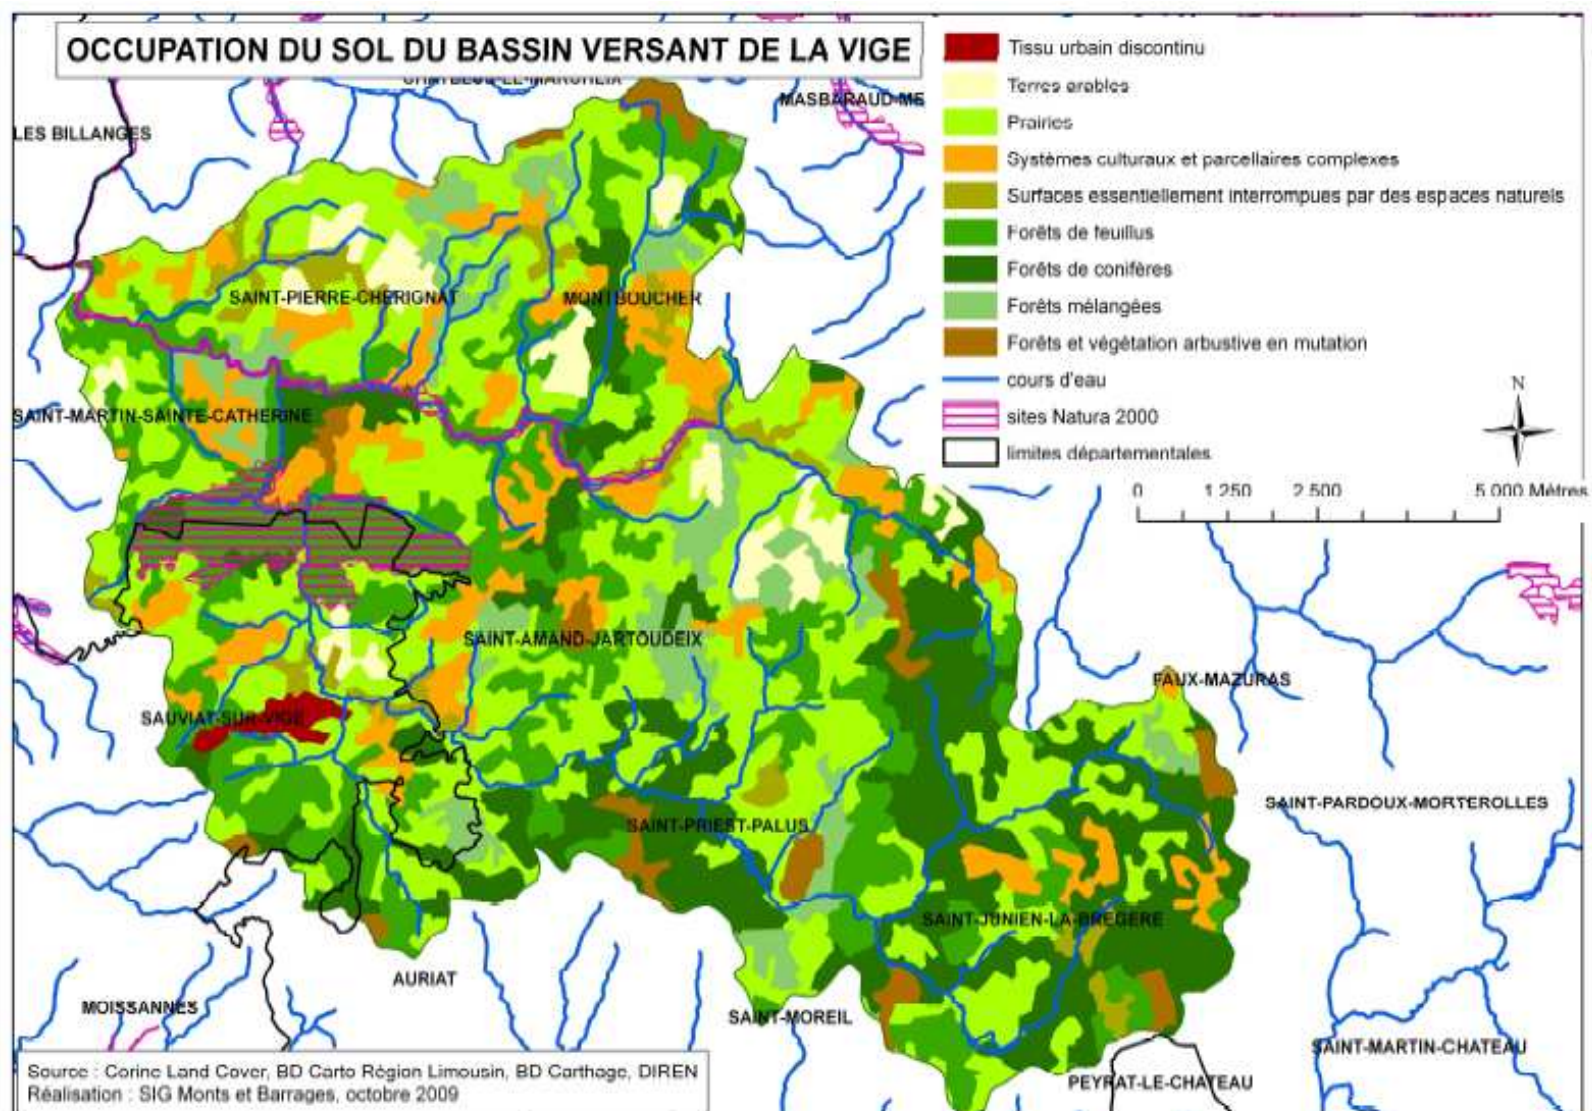 OCCUPATION DU SOL DU BASSIN VERSANT DE LA VIGE
Tissu urbain discontinu
Terres arables
Prairies
Systèmes culturaux et parcellaires complexes
Surfaces essentiellement interrompues par des espaces naturels
Forêts de feuillus
Forêts de conifères
Forêts mélangées
Forêts et végétation arbustive en mutation
cours d'eau
sites Natura 2000
limites départementales
N
0 1 250 2 500 5 000 Mètres
MASBARAUD-ME
LES BILLANGES
SAINT-PIERRE-CHERIGNAT
MONTBOUCHER
SAINT-MARTIN-SAINTE-CATHERINE
SAINT-AMAND-JARTOUDEIX
FAUX-MAZURAS
SAUVIAT-SUR-VIGE
SAINT-PARDOUX-MORTEROLLES
SAINT-PRIEST-PALUS
SAINT-JUNIEN-LA-BREGERE
AURIAT
MOISSANNES
SAINT-MOREIL
SAINT-MARTIN-CHATEAU
PEYRAT-LE-CHATEAU
Source : Corine Land Cover, BD Carto Région Limousin, BD Carthage, DIREN
Réalisation : SIG Monts et Barrages, octobre 2009